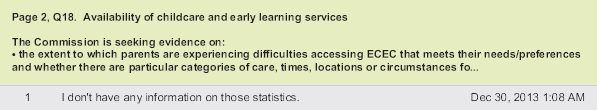 Page 2, Q18. Availability of childcare and early learning services
The Commission is seeking evidence on:
• the extent to which parents are experiencing difficulties accessing ECEC that meets their needs/preferences
and whether there are particular categories of care, times, locations or circumstances fo...
1 I don't have any information on those statistics. Dec 30, 2013 1:08 AM